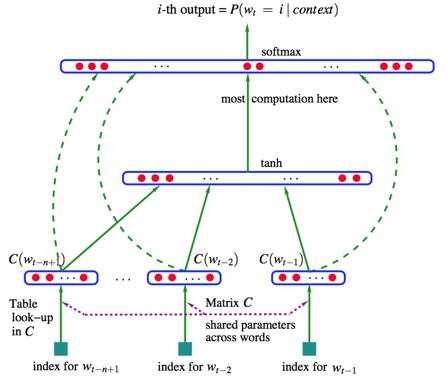 i-th output = P(w_t = i | context)
softmax
... ...
most computation here
tanh
... ...
C(w_{t−n+1}) C(w_{t−2}) C(w_{t−1})
... ... ... ...
Table look−up in C
Matrix C
shared parameters across words
index for w_{t−n+1} index for w_{t−2} index for w_{t−1}